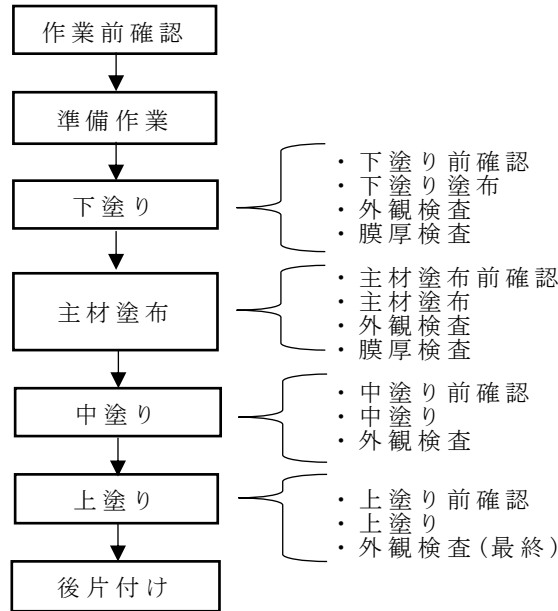 作業前確認
準備作業
下塗り
・下塗り前確認
・下塗り塗布
・外観検査
・膜厚検査
主材塗布
・主材塗布前確認
・主材塗布
・外観検査
・膜厚検査
中塗り
・中塗り前確認
・中塗り
・外観検査
上塗り
・上塗り前確認
・上塗り
・外観検査(最終)
後片付け